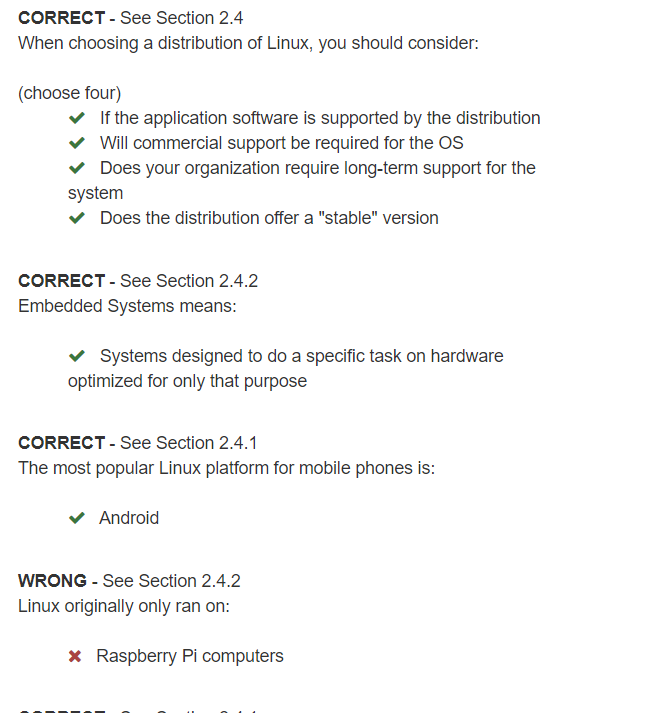 CORRECT - See Section 2.4
When choosing a distribution of Linux, you should consider:
(choose four)
If the application software is supported by the distribution
Will commercial support be required for the OS
Does your organization require long-term support for the
system
Does the distribution offer a "stable" version
CORRECT - See Section 2.4.2
Embedded Systems means:
Systems designed to do a specific task on hardware
optimized for only that purpose
CORRECT - See Section 2.4.1
The most popular Linux platform for mobile phones is:
Android
WRONG - See Section 2.4.2
Linux originally only ran on:
Raspberry Pi computers